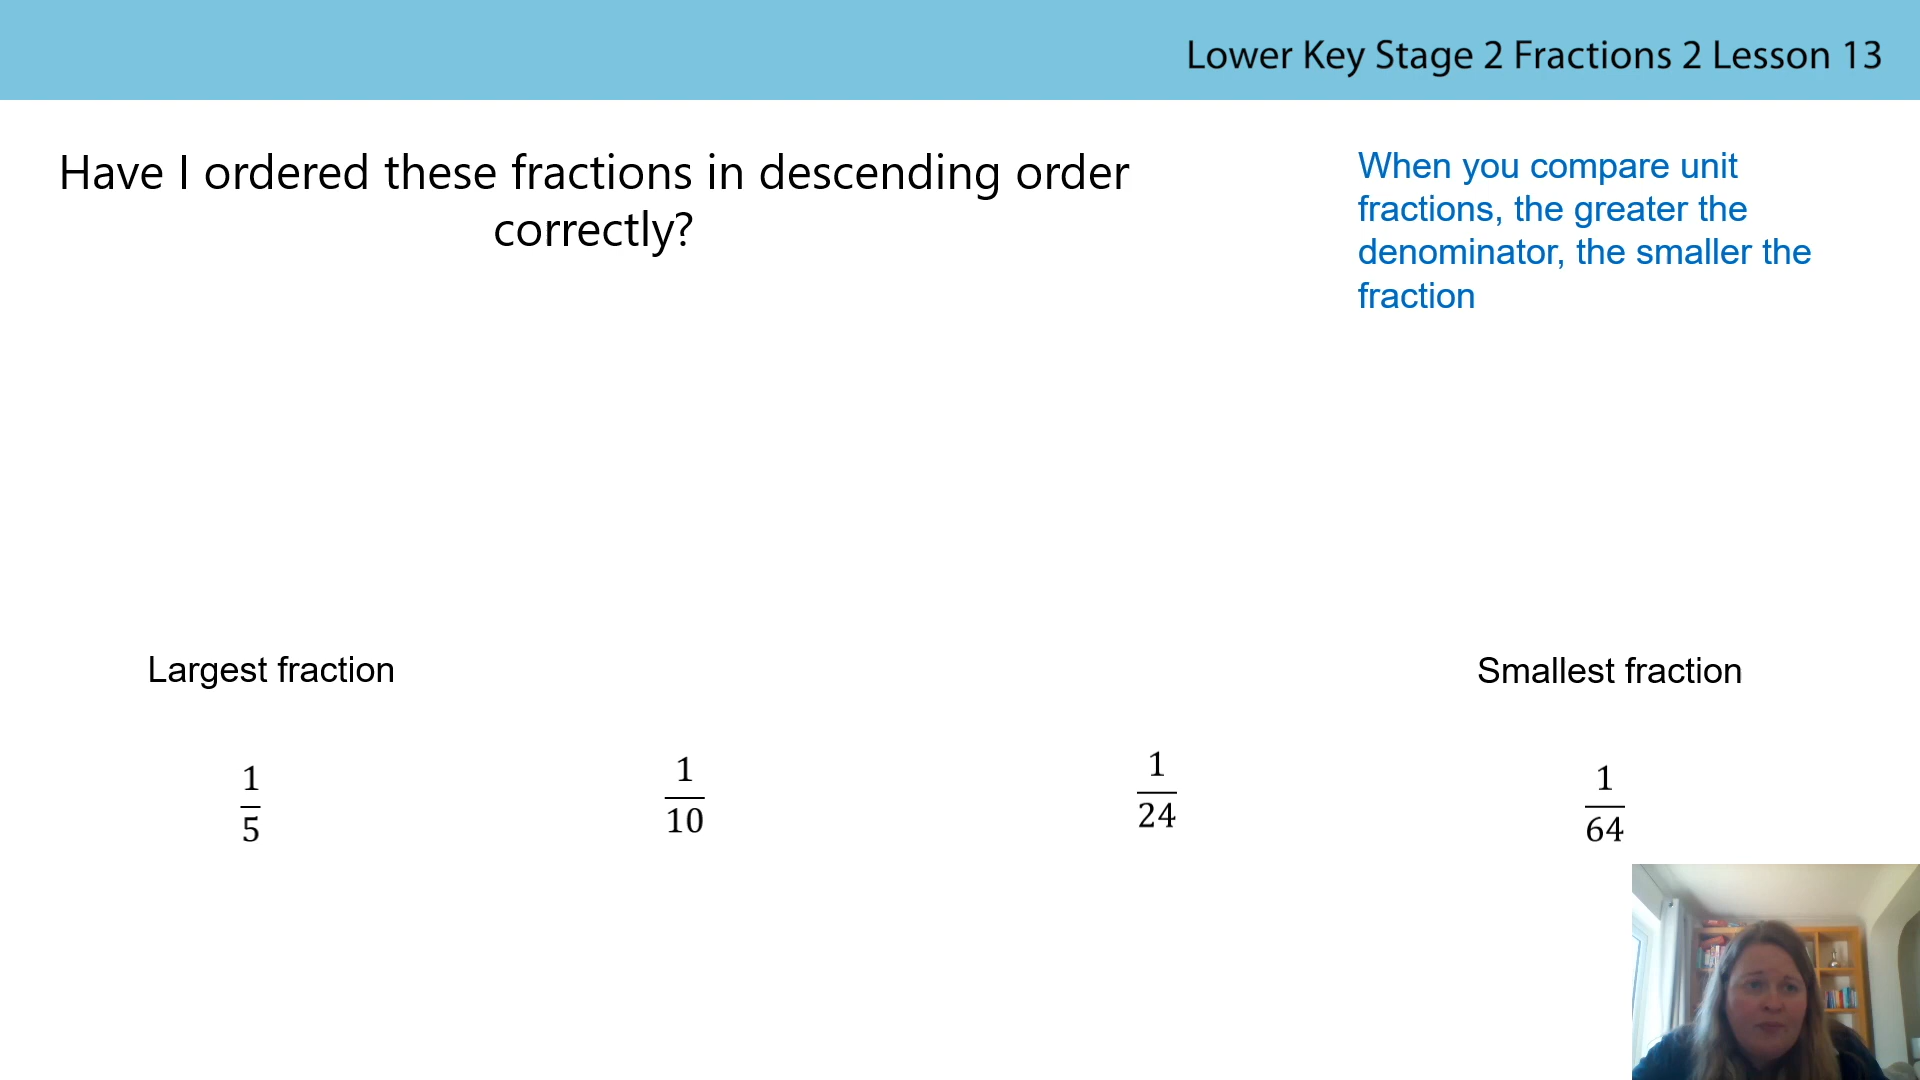 Lower Key Stage 2 Fractions 2 Lesson 13
Have I ordered these fractions in descending order
correctly?
When you compare unit
fractions, the greater the
denominator, the smaller the
fraction
Largest fraction
Smallest fraction
1/5
1/10
1/24
1/64